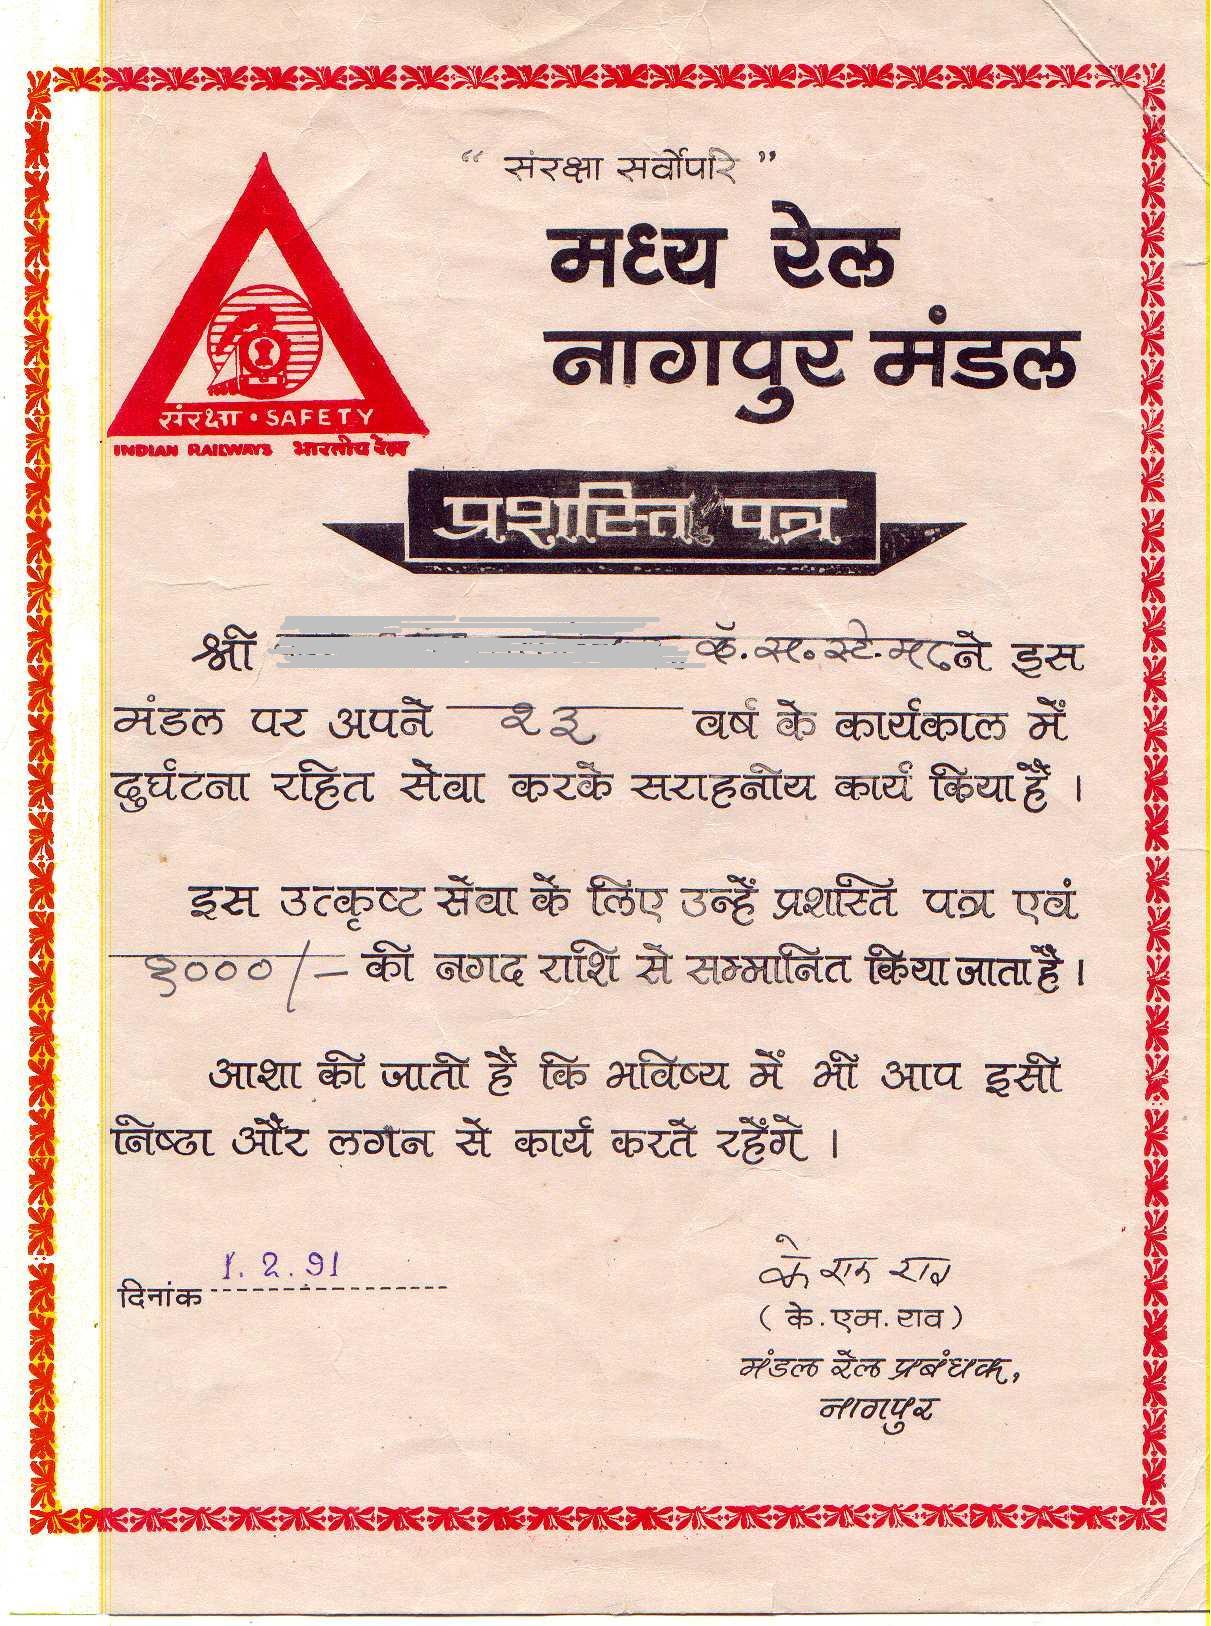 “ संरक्षा सर्वोपरि ”
मध्य रेल
नागपुर मंडल
संरक्षा • SAFETY
INDIAN RAILWAYS भारतीय रेल
प्रशस्ति पत्र
श्री स.स्टे.मा. ने इस
मंडल पर अपने २३ वर्ष के कार्यकाल में
दुर्घटना रहित सेवा करके सराहनीय कार्य किया है ।
इस उत्कृष्ट सेवा के लिए उन्हें प्रशस्ति पत्र एवं
१०००/- की नगद राशि से सम्मानित किया जाता है ।
आशा की जाती है कि भविष्य में भी आप इसी
निष्ठा और लगन से कार्य करते रहेंगे ।
दिनांक 1.2.91
के एम राव
( के. एम. राव )
मंडल रेल प्रबंधक,
नागपुर